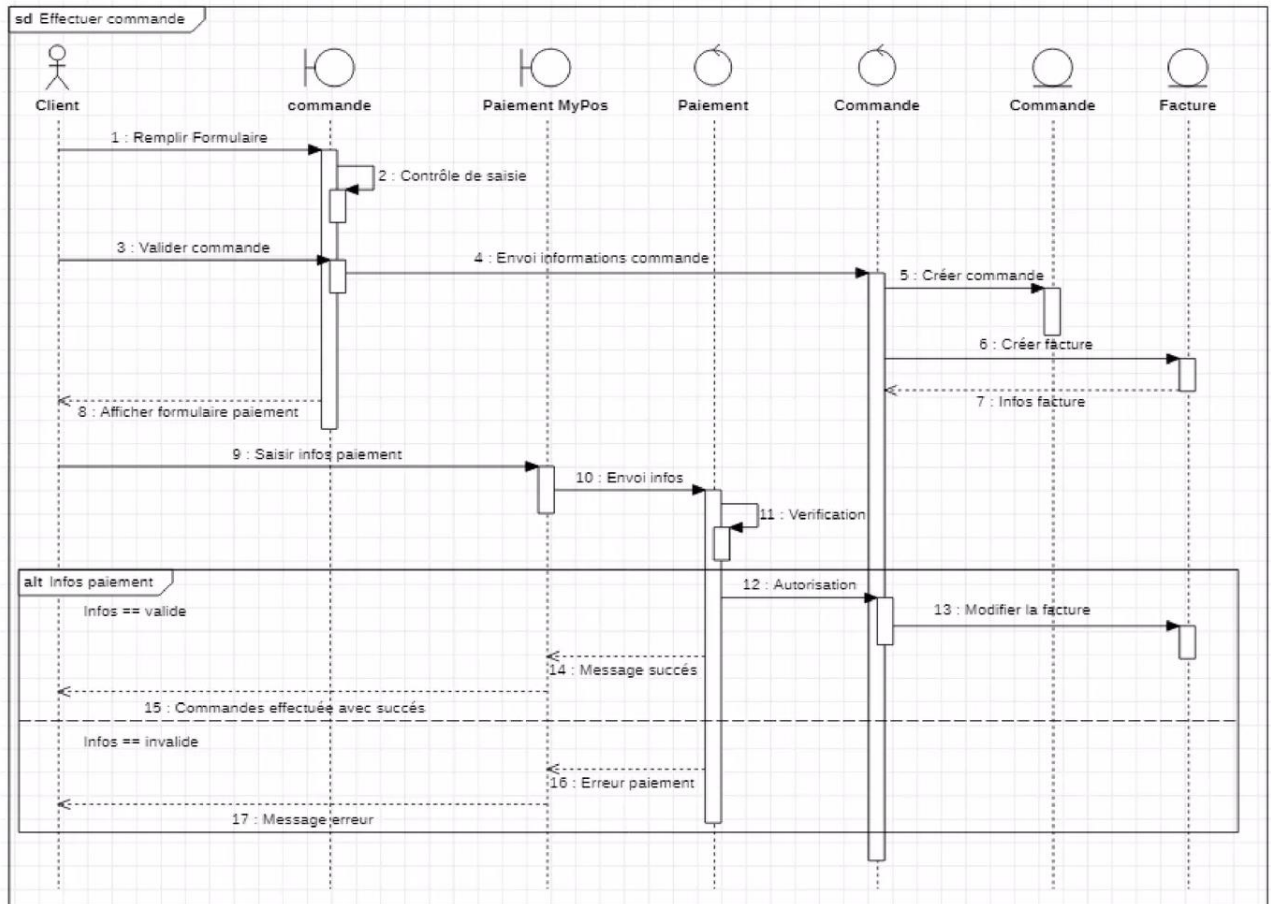 sd Effectuer commande
Client
commande
Paiement MyPos
Paiement
Commande
Commande
Facture
1 : Remplir Formulaire
2 : Contrôle de saisie
3 : Valider commande
4 : Envoi informations commande
5 : Créer commande
6 : Créer facture
7 : Infos facture
8 : Afficher formulaire paiement
9 : Saisir infos paiement
10 : Envoi infos
11 : Verification
alt Infos paiement
12 : Autorisation
Infos == valide
13 : Modifier la facture
14 : Message succés
15 : Commandes effectuée avec succés
Infos == invalide
16 : Erreur paiement
17 : Message erreur